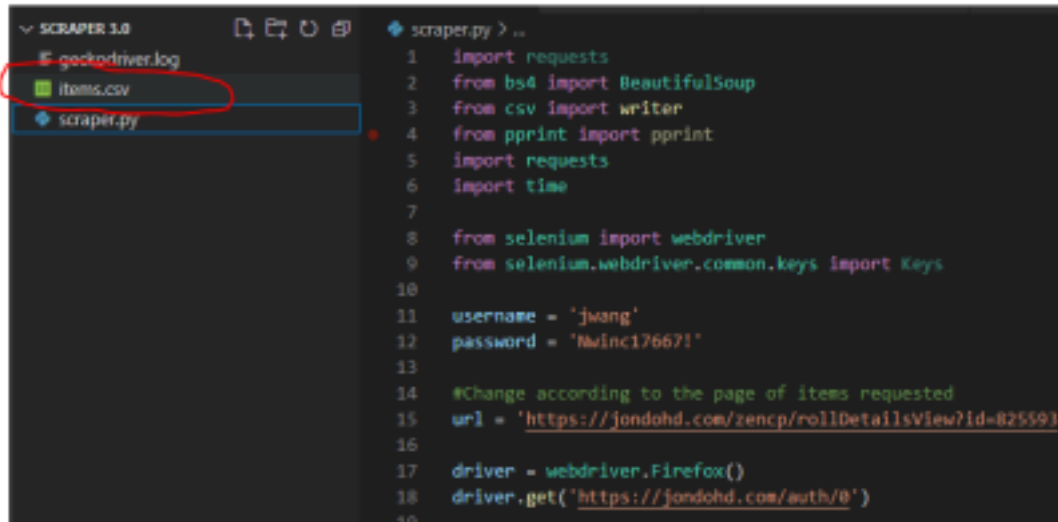 SCRAPER 3.0
geckodriver.log
items.csv
scraper.py
scraper.py > ...
1 import requests
2 from bs4 import BeautifulSoup
3 from csv import writer
4 from pprint import pprint
5 import requests
6 import time
7
8 from selenium import webdriver
9 from selenium.webdriver.common.keys import Keys
10
11 username = 'jwang'
12 password = 'Nwinc17667!'
13
14 #Change according to the page of items requested
15 url = 'https://jondohd.com/zencp/rollDetailsView?id=825593
16
17 driver = webdriver.Firefox()
18 driver.get('https://jondohd.com/auth/0')
19